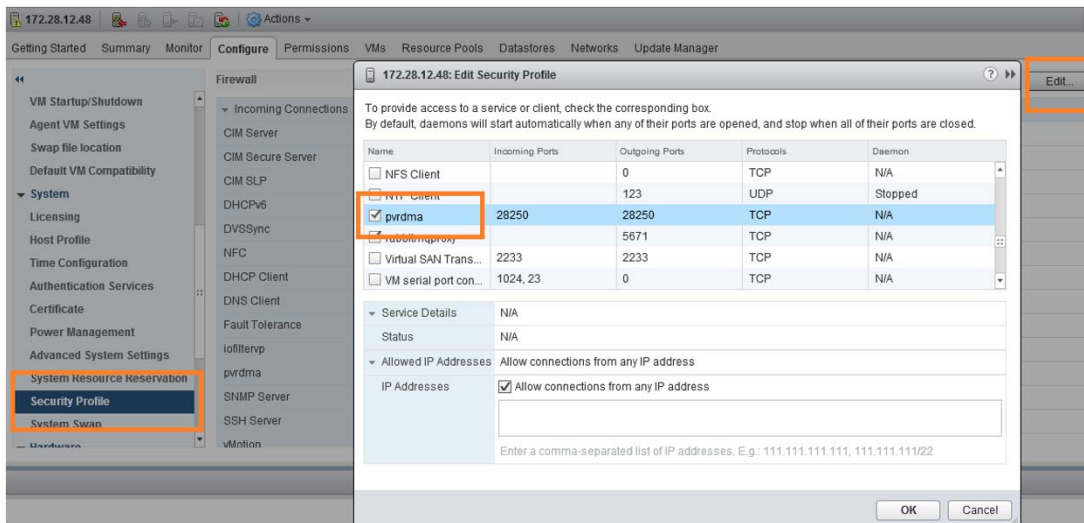 172.28.12.48 Actions
Getting Started Summary Monitor Configure Permissions VMs Resource Pools Datastores Networks Update Manager
VM Startup/Shutdown
Agent VM Settings
Swap file location
Default VM Compatibility
System
Licensing
Host Profile
Time Configuration
Authentication Services
Certificate
Power Management
Advanced System Settings
System Resource Reservation
Security Profile
System Swap
Hardware
Firewall
Incoming Connections
CIM Server
CIM Secure Server
CIM SLP
DHCPv6
DVSSync
NFC
DHCP Client
DNS Client
Fault Tolerance
iofiltervp
pvrdma
SNMP Server
SSH Server
vMotion
Edit...
172.28.12.48: Edit Security Profile
To provide access to a service or client, check the corresponding box.
By default, daemons will start automatically when any of their ports are opened, and stop when all of their ports are closed.
Name Incoming Ports Outgoing Ports Protocols Daemon
NFS Client 0 TCP N/A
NTP Client 123 UDP Stopped
pvrdma 28250 28250 TCP N/A
rabbitmqproxy 5671 TCP N/A
Virtual SAN Trans... 2233 2233 TCP N/A
VM serial port con... 1024, 23 0 TCP N/A
Service Details N/A
Status N/A
Allowed IP Addresses Allow connections from any IP address
IP Addresses Allow connections from any IP address
Enter a comma-separated list of IP addresses. E.g.: 111.111.111.111, 111.111.111/22
OK Cancel